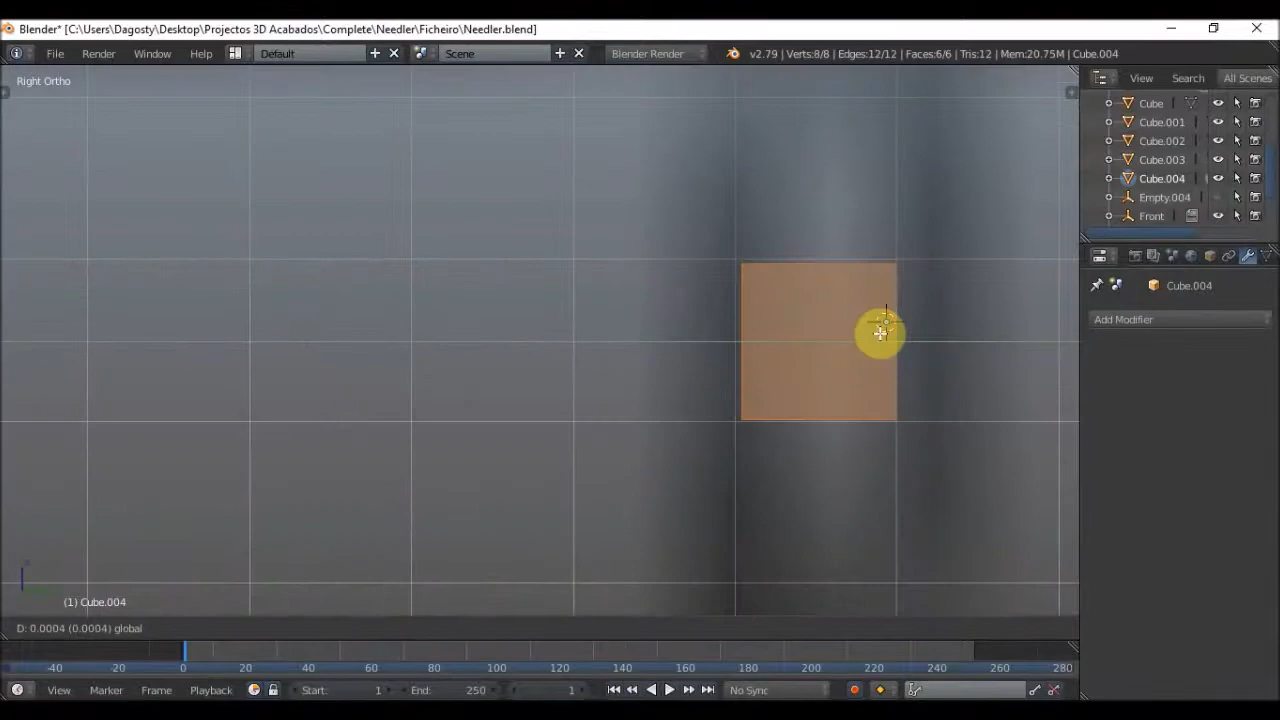 Blender* [C:\Users\Dagosty\Desktop\Projectos 3D Acabados\Complete\Needler\Ficheiro\Needler.blend]
File Render Window Help Default Scene Blender Render v2.79 | Verts:8/8 | Edges:12/12 | Faces:6/6 | Tris:12 | Mem:20.75M | Cube.004
Right Ortho
View Search All Scenes
Cube
Cube.001
Cube.002
Cube.003
Cube.004
Empty.004
Front
Cube.004
Add Modifier
(1) Cube.004
D: 0.0004 (0.0004) global
-40 -20 0 20 40 60 80 100 120 140 160 180 200 220 240 260 280
View Marker Frame Playback Start: 1 End: 250 1 No Sync